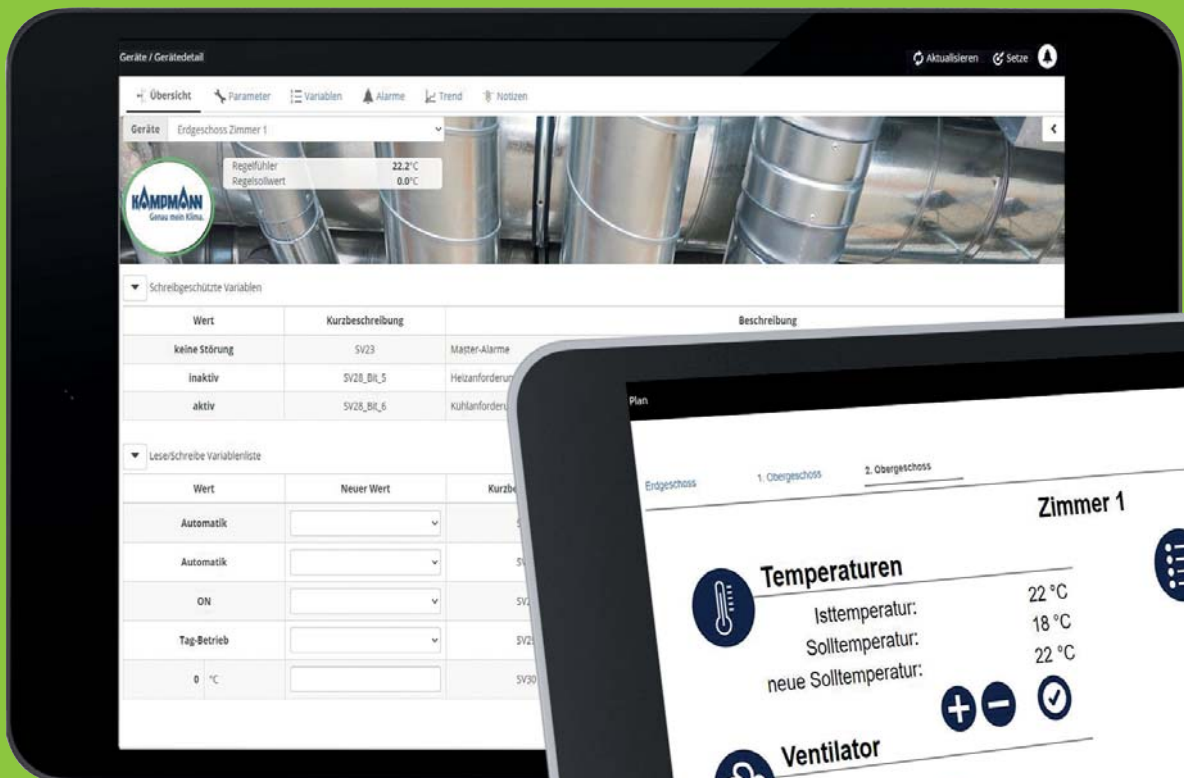 Geräte / Gerätedetail
Aktualisieren Setze
Übersicht Parameter Variablen Alarme Trend Notizen
Geräte Erdgeschoss Zimmer 1
Regelfühler 22.2°C
Regelsollwert 0.0°C
KAMPMANN
Genau mein Klima.
Schreibgeschützte Variablen
Wert Kurzbeschreibung Beschreibung
keine Störung SV23 Master-Alarme
inaktiv SV28_Bit_5
aktiv SV28_Bit_6
Lese/Schreibe Variablenliste
Wert Neuer Wert
Automatik
Automatik
ON
Tag-Betrieb
0 °C SV30
Plan
Erdgeschoss 1. Obergeschoss 2. Obergeschoss
Zimmer 1
Temperaturen
Isttemperatur: 22 °C
Solltemperatur: 18 °C
neue Solltemperatur: 22 °C
Ventilator